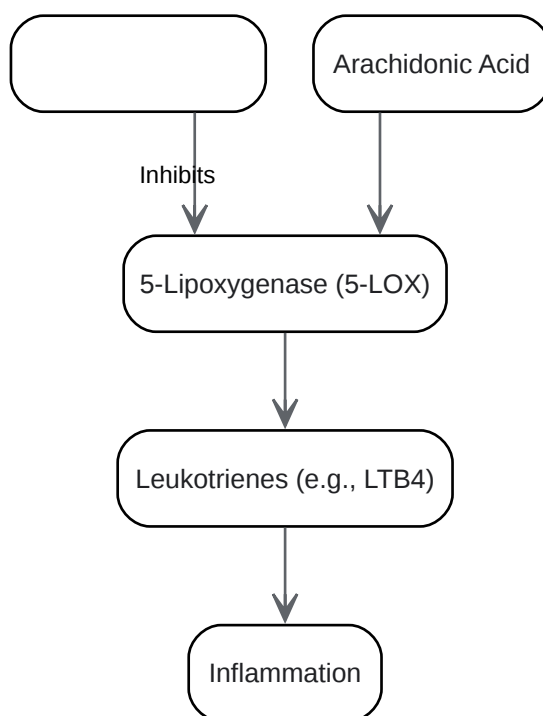 Arachidonic Acid
Inhibits
5-Lipoxygenase (5-LOX)
Leukotrienes (e.g., LTB4)
Inflammation